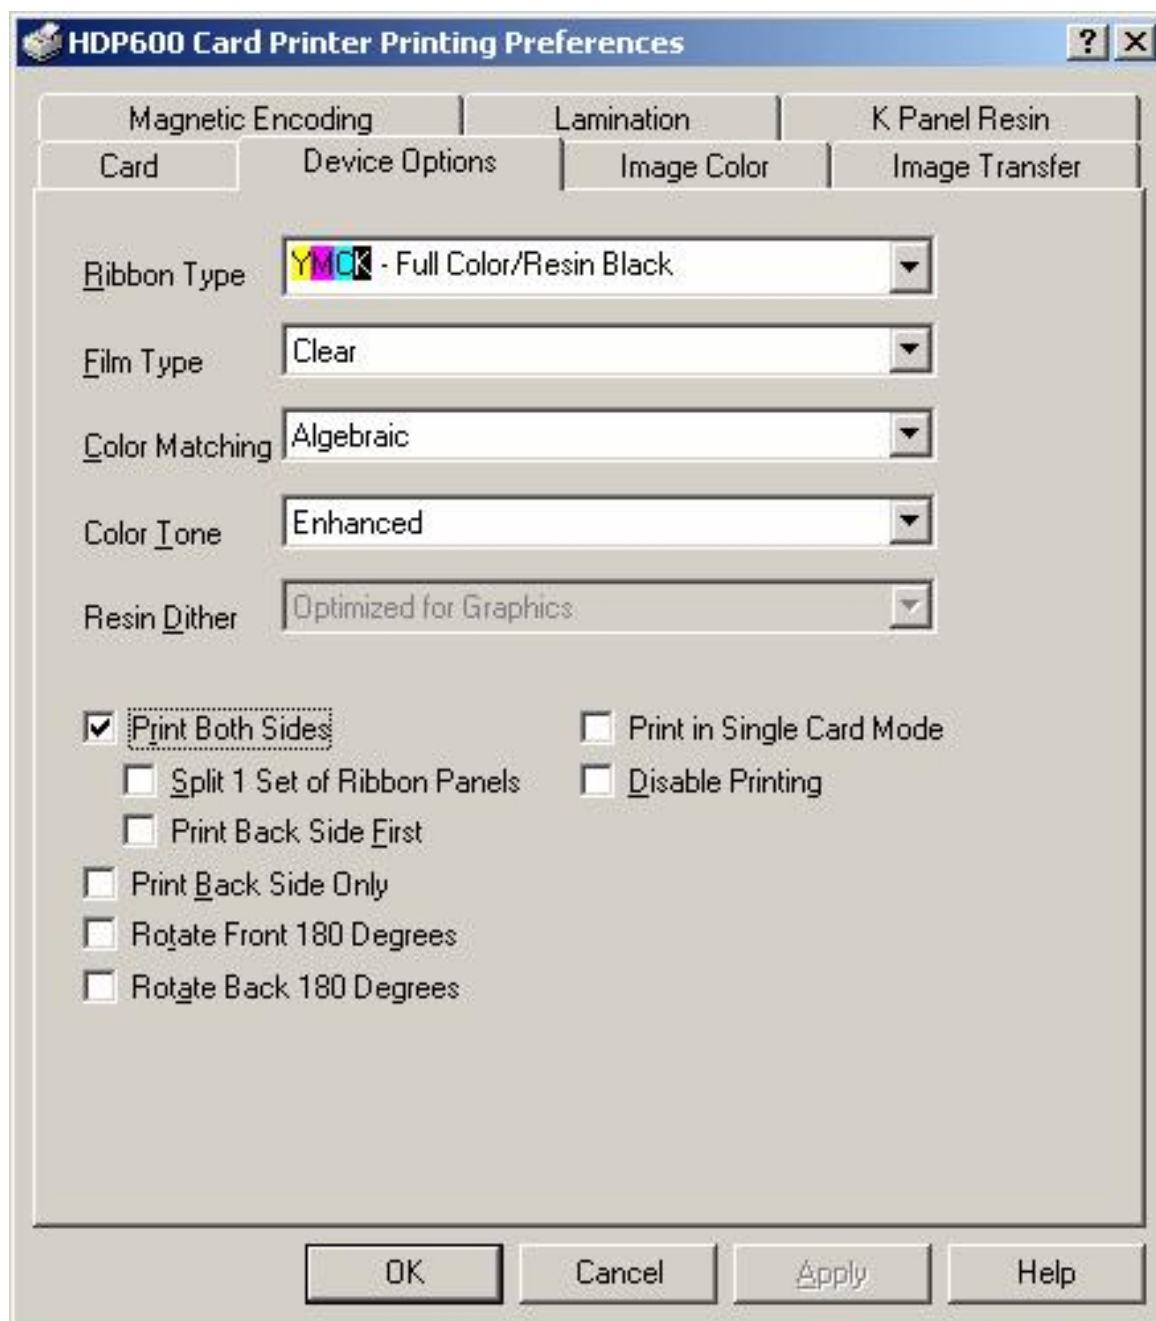 HDP600 Card Printer Printing Preferences
Magnetic Encoding Lamination K Panel Resin
Card Device Options Image Color Image Transfer
Ribbon Type YMCK - Full Color/Resin Black
Film Type Clear
Color Matching Algebraic
Color Tone Enhanced
Resin Dither Optimized for Graphics
Print Both Sides Print in Single Card Mode
Split 1 Set of Ribbon Panels Disable Printing
Print Back Side First
Print Back Side Only
Rotate Front 180 Degrees
Rotate Back 180 Degrees
OK Cancel Apply Help